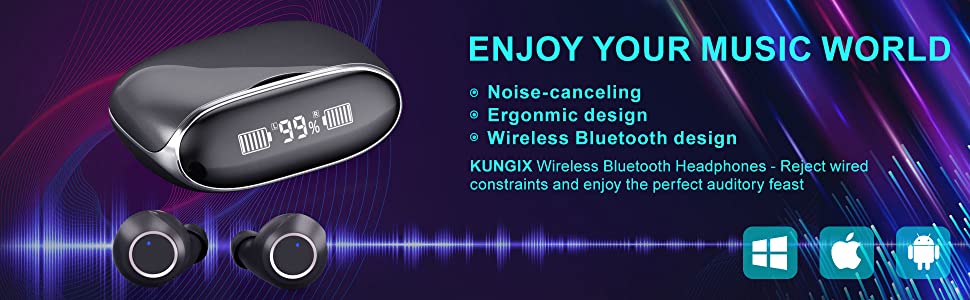 ENJOY YOUR MUSIC WORLD
Noise-canceling
Ergonmic design
Wireless Bluetooth design
KUNGIX Wireless Bluetooth Headphones - Reject wired
constraints and enjoy the perfect auditory feast
L 99% R